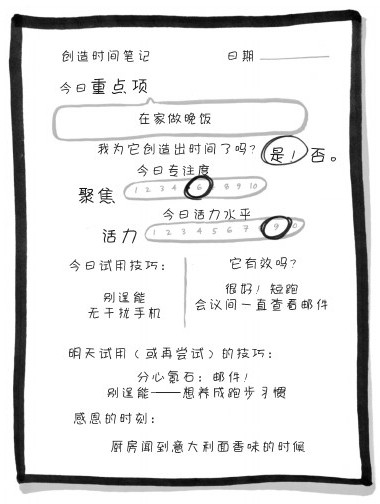 创造时间笔记 日期
今日重点项
在家做晚饭
我为它创造出时间了吗？ 是！ 否。
今日专注度
聚焦 1 2 3 4 5 6 7 8 9 10
今日活力水平
活力 1 2 3 4 5 6 7 8 9 10
今日试用技巧： 它有效吗？
别逞能 很好！短跑
无干扰手机 会议间一直查看邮件
明天试用（或再尝试）的技巧：
分心氪石：邮件！
别逞能——想养成跑步习惯
感恩的时刻：
厨房闻到意大利面香味的时候